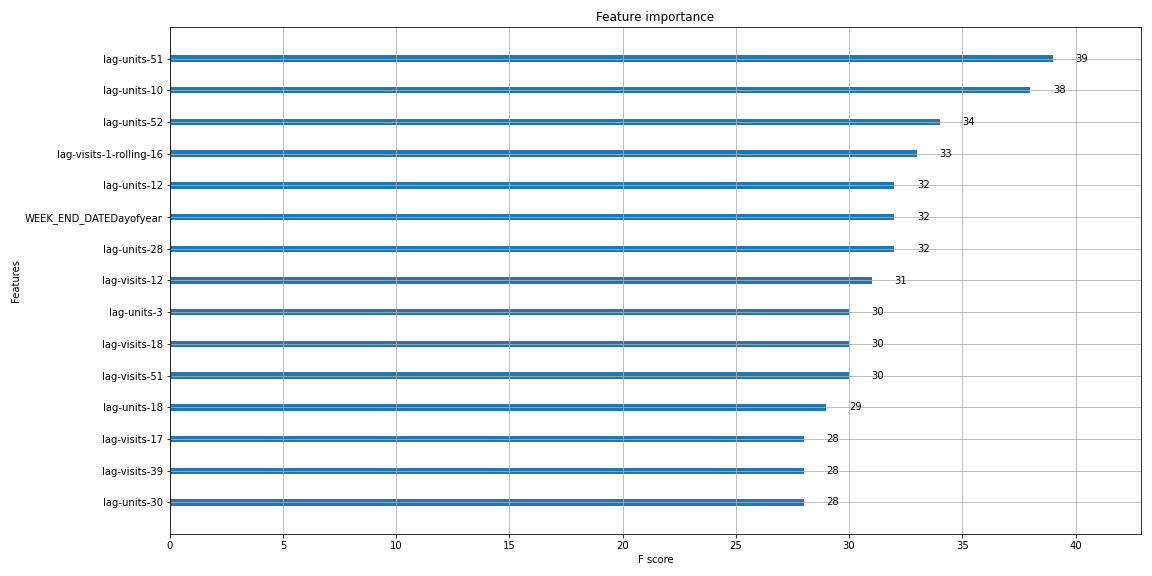 Feature importance
Features
lag-units-51 39
lag-units-10 38
lag-units-52 34
lag-visits-1-rolling-16 33
lag-units-12 32
WEEK_END_DATEDayofyear 32
lag-units-28 32
lag-visits-12 31
lag-units-3 30
lag-visits-18 30
lag-visits-51 30
lag-units-18 29
lag-visits-17 28
lag-visits-39 28
lag-units-30 28
0 5 10 15 20 25 30 35 40
F score